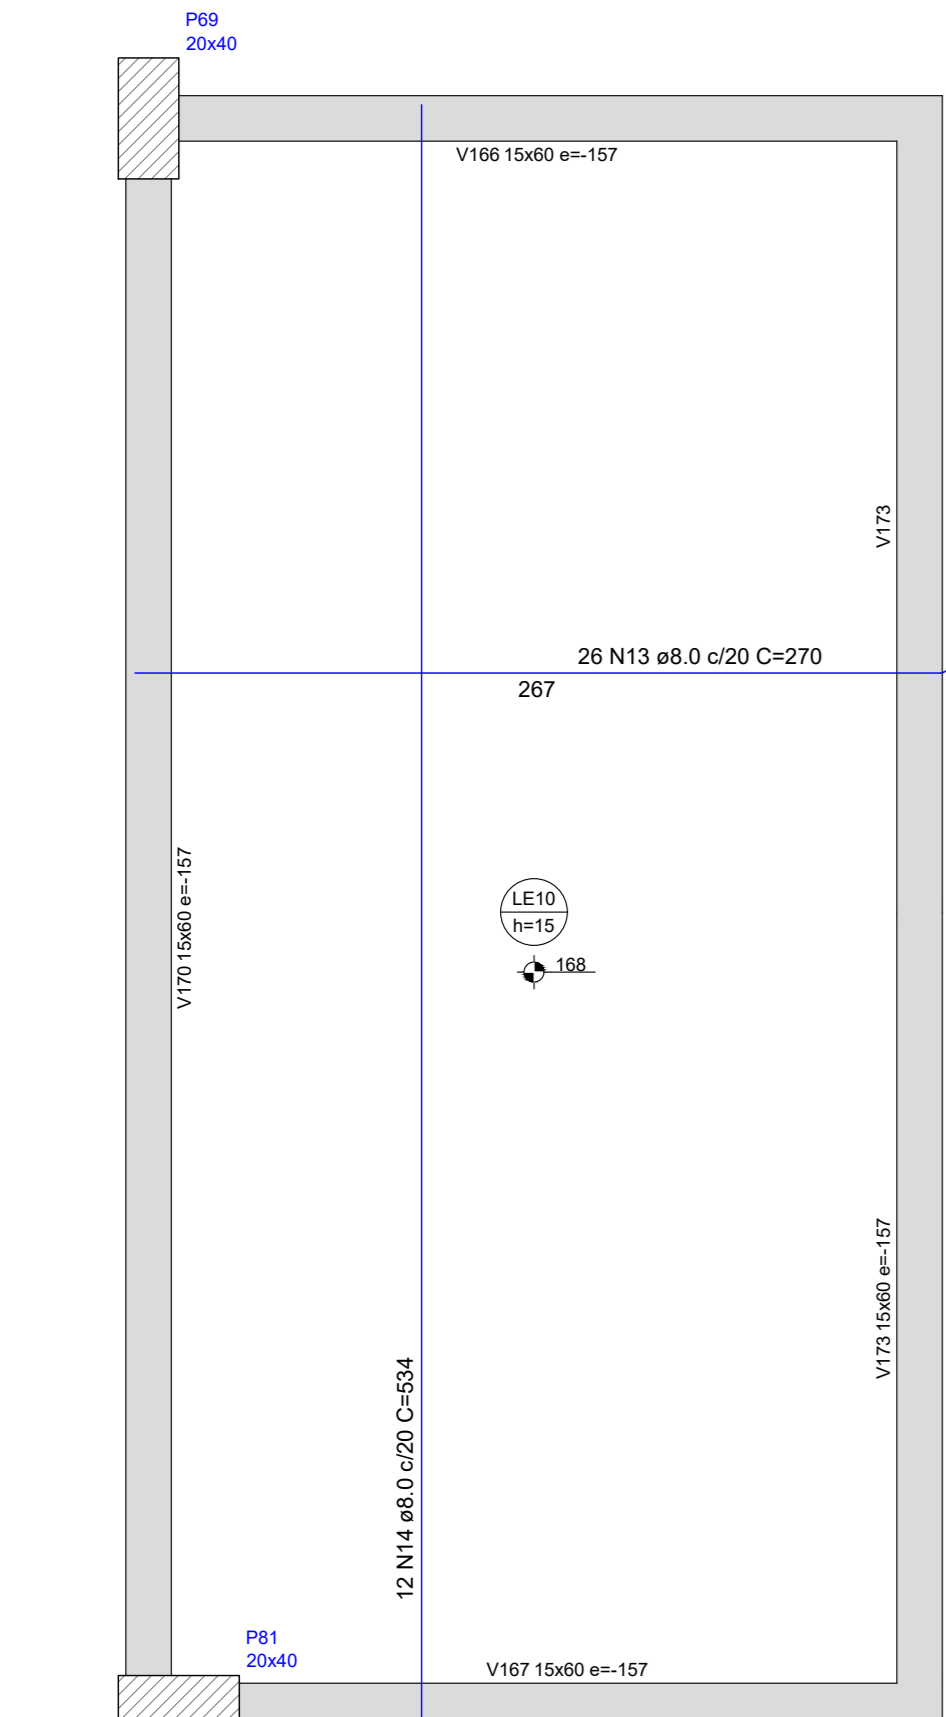 P69
20x40
V166 15x60 e=-157
V173
26 N13 ø8.0 c/20 C=270
267
V170 15x60 e=-157
LE10
h=15
168
V173 15x60 e=-157
12 N14 ø8.0 c/20 C=534
P81
20x40
V167 15x60 e=-157